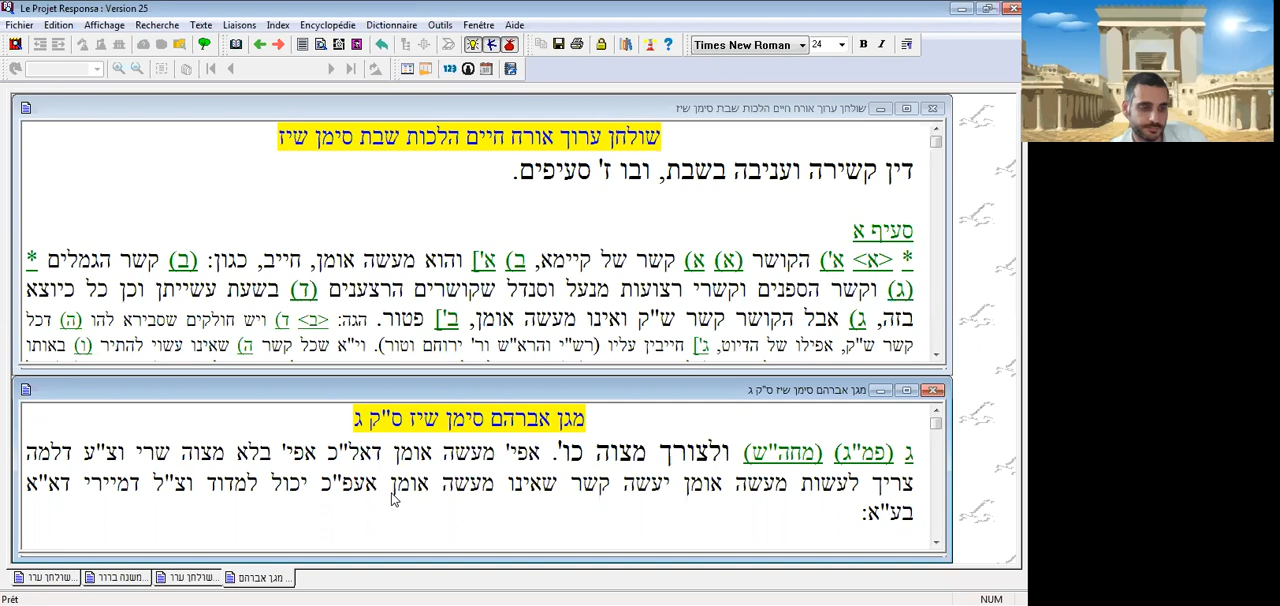 Le Projet Responsa : Version 25
Fichier Edition Affichage Recherche Texte Liaisons Index Encyclopédie Dictionnaire Outils Fenêtre Aide
Times New Roman 24 B I
123
שולחן ערוך אורח חיים הלכות שבת סימן שיז
שולחן ערוך אורח חיים הלכות שבת סימן שיז
דין קשירה ועניבה בשבת, ובו ז' סעיפים.
סעיף א
* <א> א') הקושר (א) א) קשר של קיימא, ב) א'] והוא מעשה אומן, חייב, כגון: (ב) קשר הגמלים *
(ג) וקשר הספנים וקשרי רצועות מנעל וסנדל שקושרים הרצענים (ד) בשעת עשייתן וכן כל כיוצא
בזה, ג) אבל הקושר קשר ש"ק ואינו מעשה אומן, ב'] פטור. הגה: <ב> ד) ויש חולקים שסבירא להו (ה) דכל
קשר ש"ק, אפילו של הדיוט, ג'] חייבין עליו (רש"י והרא"ש ור' ירוחם וטור). וי"א שכל קשר ה) שאינו עשוי להתיר (ו) באותו
מגן אברהם סימן שיז ס"ק ג
מגן אברהם סימן שיז ס"ק ג
ג (פמ"ג) (מחה"ש) ולצורך מצוה כו'. אפי' מעשה אומן דאל"כ אפי' בלא מצוה שרי וצ"ע דלמה
צריך לעשות מעשה אומן יעשה קשר שאינו מעשה אומן אעפ"כ יכול למדוד וצ"ל דמיירי דא"א
בע"א:
שולחן ערו... משנה ברור... שולחן ערו... מגן אברהם ...
Prêt NUM